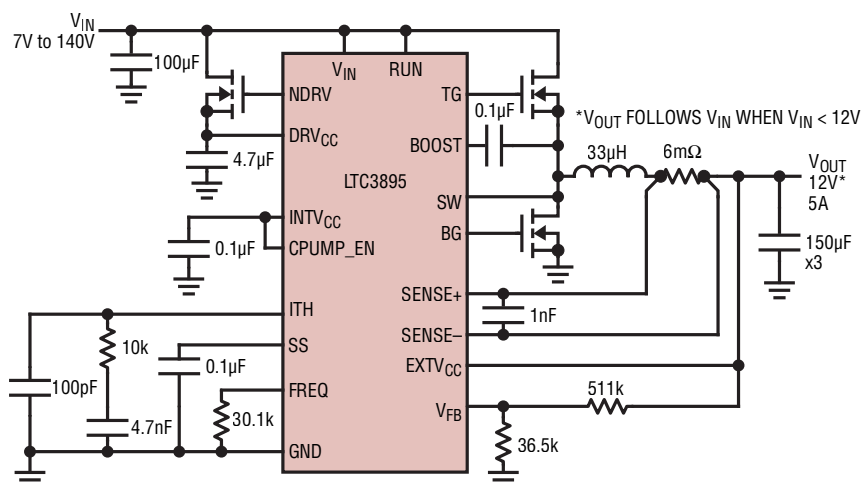 VIN
7V to 140V
100µF
VIN
RUN
NDRV
TG
0.1µF
*VOUT FOLLOWS VIN WHEN VIN < 12V
DRVCC
BOOST
4.7µF
33µH
6mΩ
VOUT
12V*
5A
LTC3895
SW
INTVCC
BG
0.1µF
CPUMP_EN
150µF
x3
SENSE+
ITH
1nF
10k
SENSE–
SS
0.1µF
EXTVCC
100pF
FREQ
511k
4.7nF
30.1k
VFB
36.5k
GND